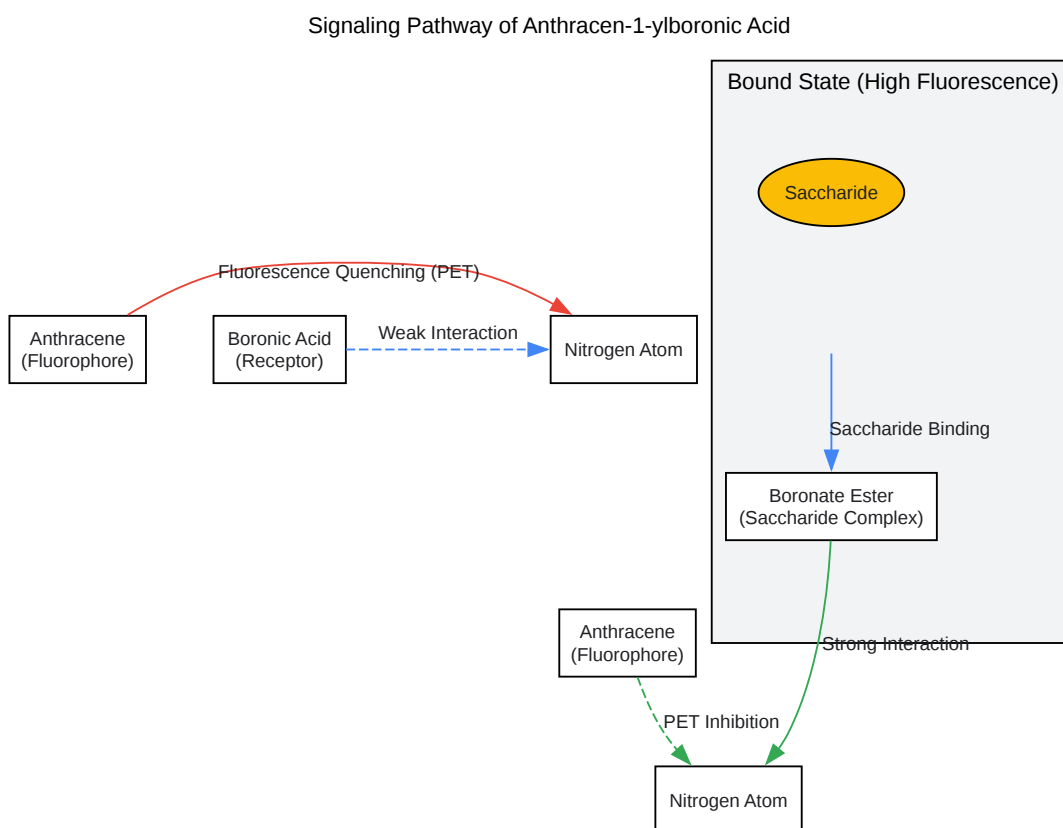 Signaling Pathway of Anthracen-1-ylboronic Acid
Bound State (High Fluorescence)
Saccharide
Fluorescence Quenching (PET)
Anthracene
(Fluorophore)
Boronic Acid
(Receptor)
Weak Interaction
Nitrogen Atom
Saccharide Binding
Boronate Ester
(Saccharide Complex)
Anthracene
(Fluorophore)
Strong Interaction
PET Inhibition
Nitrogen Atom